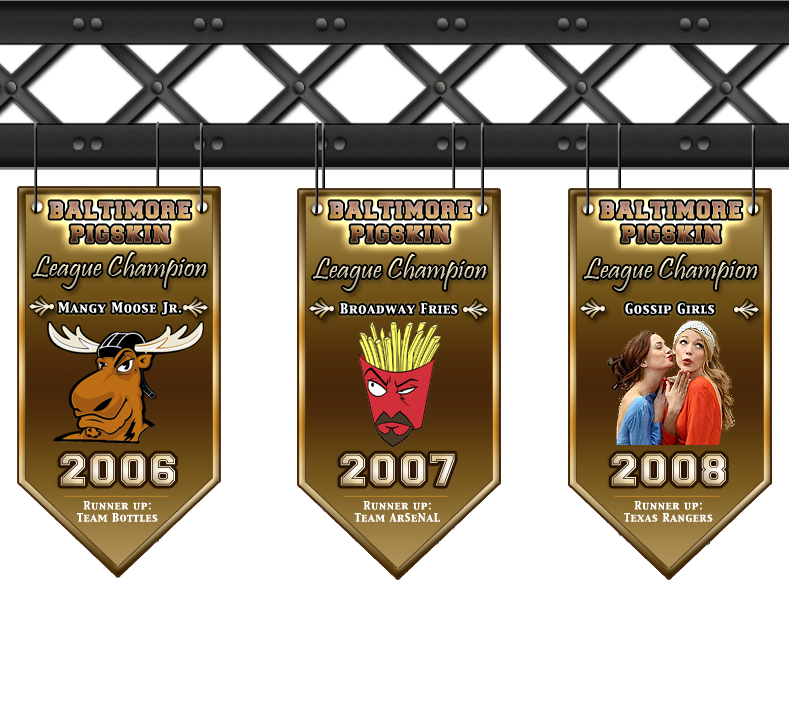 BALTIMORE
PIGSKIN
League Champion
MANGY MOOSE JR.
2006
RUNNER UP:
TEAM BOTTLES
BALTIMORE
PIGSKIN
League Champion
BROADWAY FRIES
2007
RUNNER UP:
TEAM ARSENAL
BALTIMORE
PIGSKIN
League Champion
GOSSIP GIRLS
2008
RUNNER UP:
TEXAS RANGERS